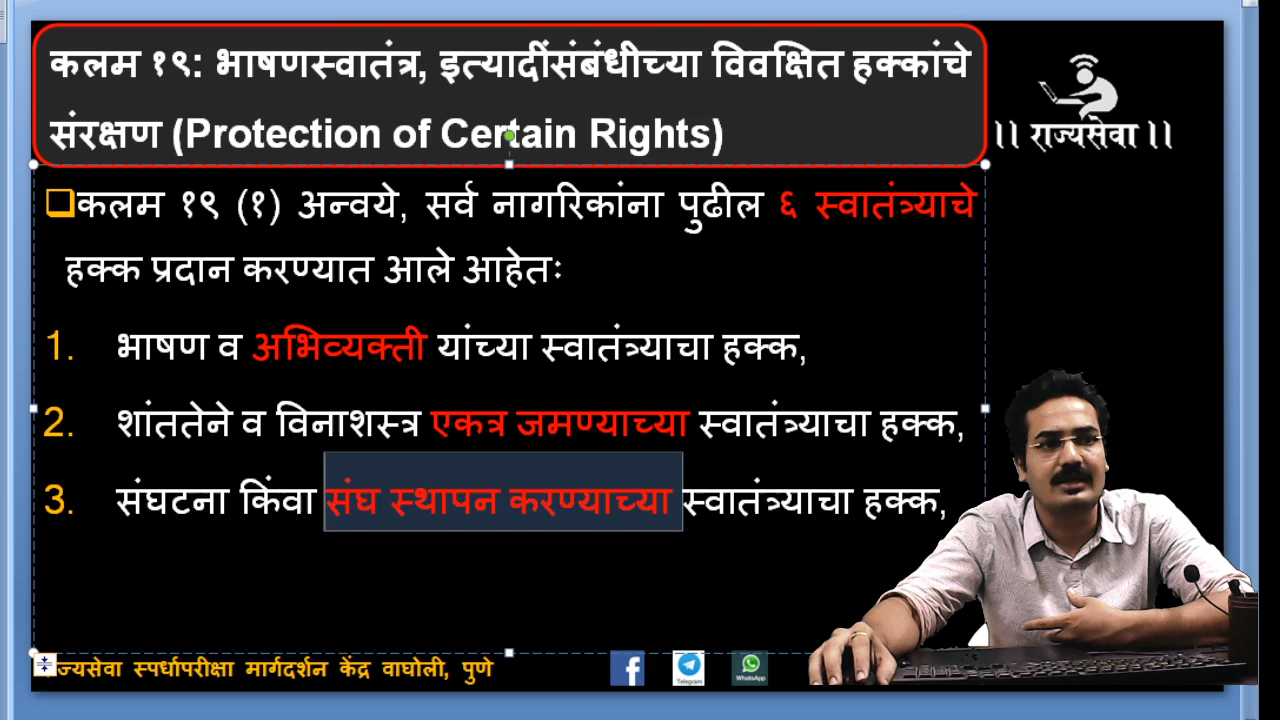 कलम १९: भाषणस्वातंत्र, इत्यादींसंबंधीच्या विवक्षित हक्कांचे
संरक्षण (Protection of Certain Rights)
।। राज्यसेवा ।।
कलम १९ (१) अन्वये, सर्व नागरिकांना पुढील ६ स्वातंत्र्याचे
हक्क प्रदान करण्यात आले आहेतः
1. भाषण व अभिव्यक्ती यांच्या स्वातंत्र्याचा हक्क,
2. शांततेने व विनाशस्त्र एकत्र जमण्याच्या स्वातंत्र्याचा हक्क,
3. संघटना किंवा संघ स्थापन करण्याच्या स्वातंत्र्याचा हक्क,
ज्यसेवा स्पर्धापरीक्षा मार्गदर्शन केंद्र वाघोली, पुणे
Telegram
WhatsApp